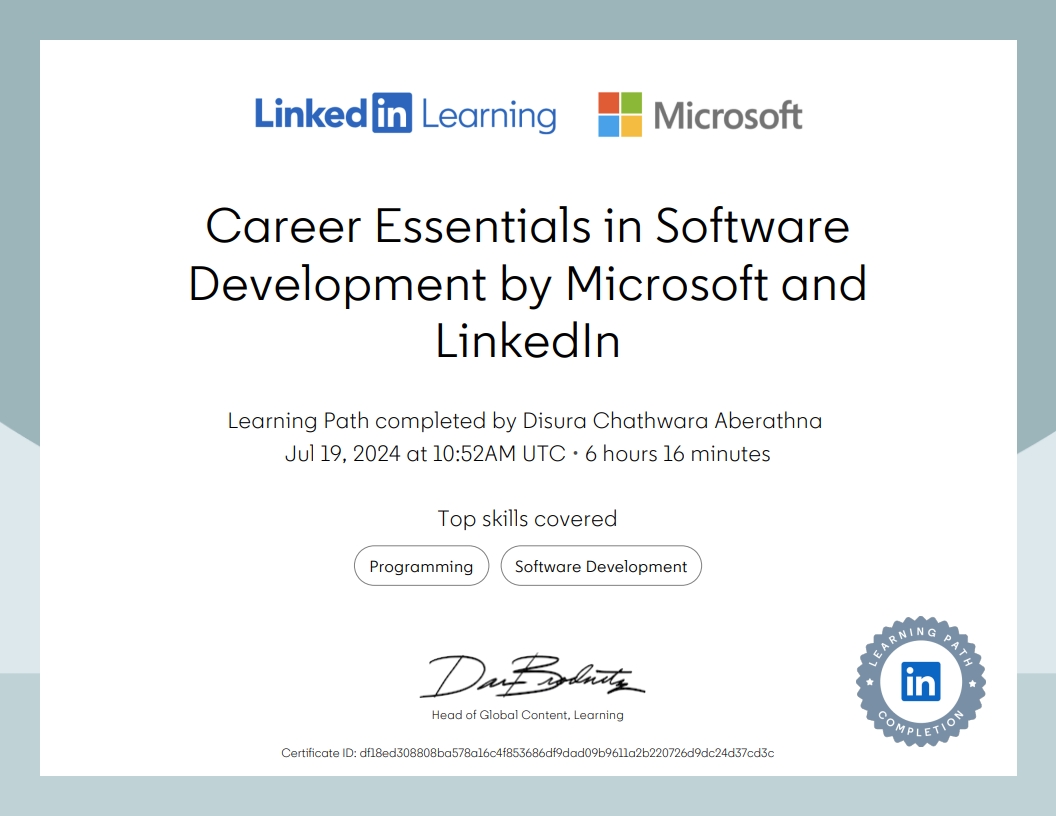 Linked in Learning
Microsoft
Career Essentials in Software
Development by Microsoft and
LinkedIn
Learning Path completed by Disura Chathwara Aberathna
Jul 19, 2024 at 10:52AM UTC • 6 hours 16 minutes
Top skills covered
Programming
Software Development
Dan Brodnitz
Head of Global Content, Learning
LEARNING PATH
in
COMPLETION
Certificate ID: df18ed308808ba578a16c4f853686df9dad09b9611a2b220726d9dc24d37cd3c